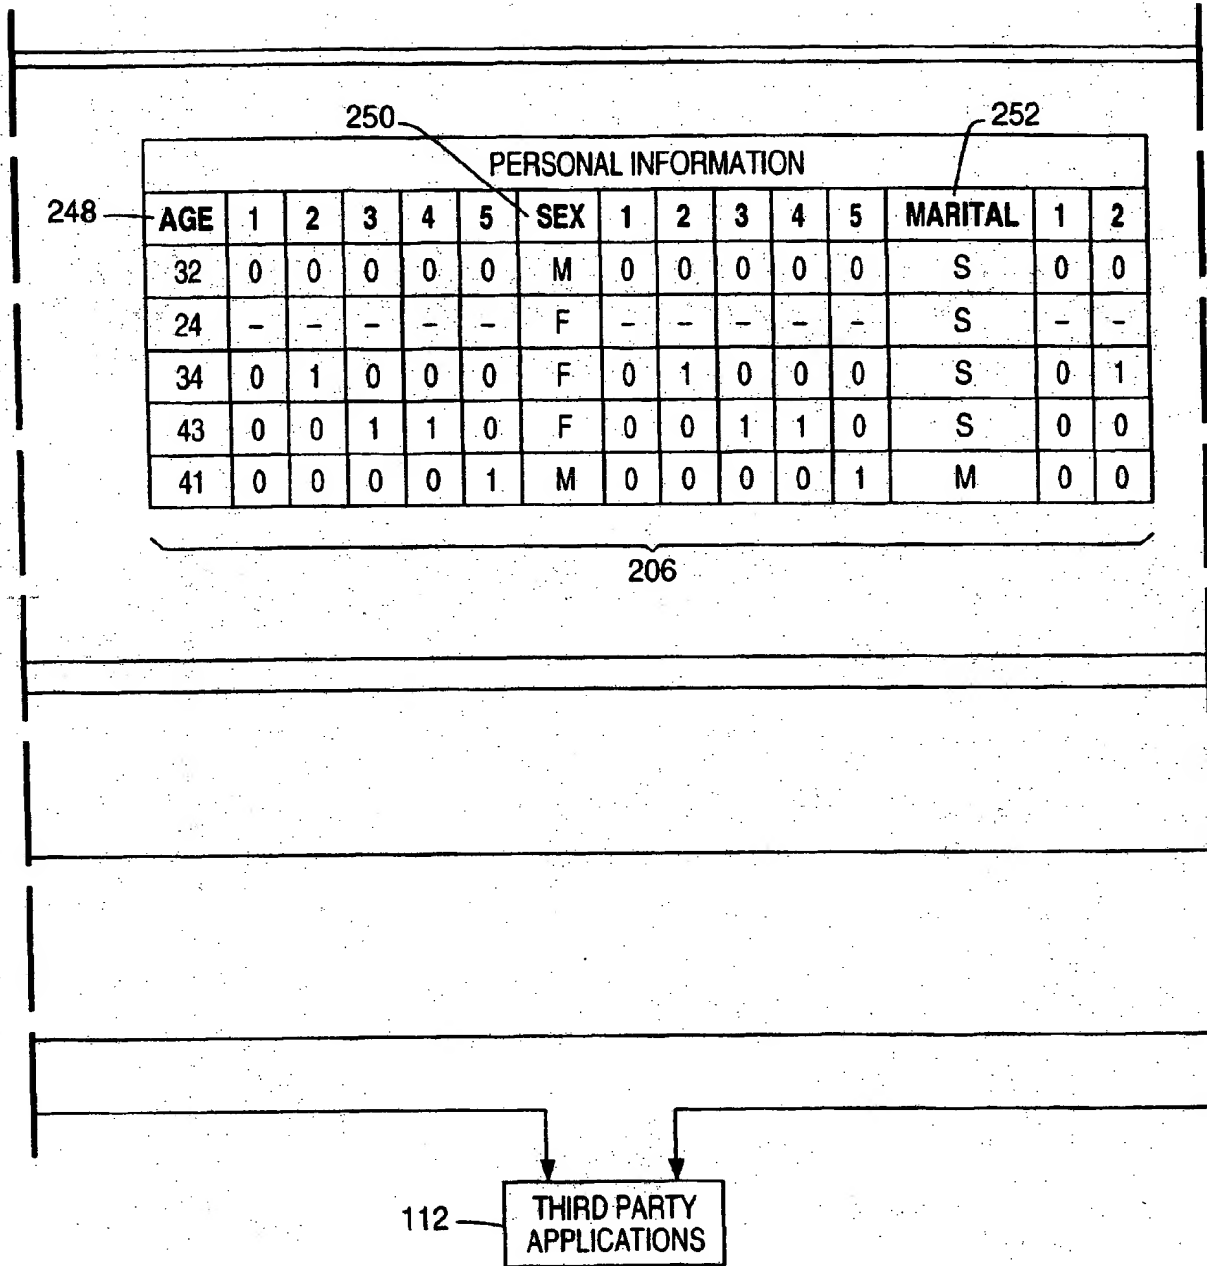 250
252
PERSONAL INFORMATION
248
AGE 1 2 3 4 5 SEX 1 2 3 4 5 MARITAL 1 2
32 0 0 0 0 0 M 0 0 0 0 0 S 0 0
24 – – – – – F – – – – – S – –
34 0 1 0 0 0 F 0 1 0 0 0 S 0 1
43 0 0 1 1 0 F 0 0 1 1 0 S 0 0
41 0 0 0 0 1 M 0 0 0 0 1 M 0 0
206
112
THIRD PARTY
APPLICATIONS